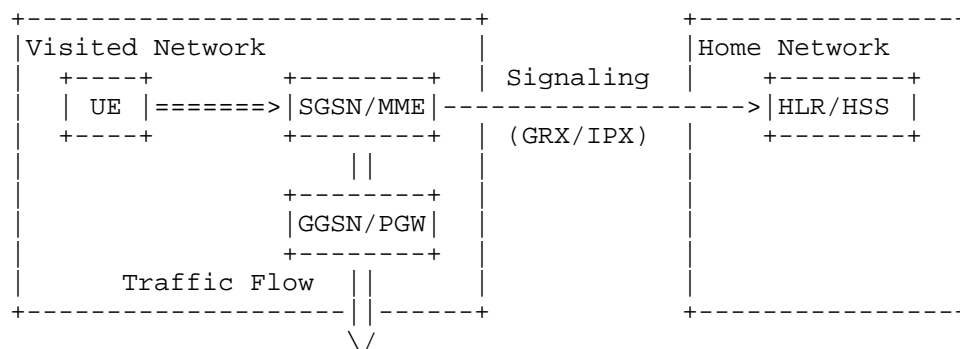 Visited Network Home Network
Signaling
UE SGSN/MME HLR/HSS
(GRX/IPX)
GGSN/PGW
Traffic Flow